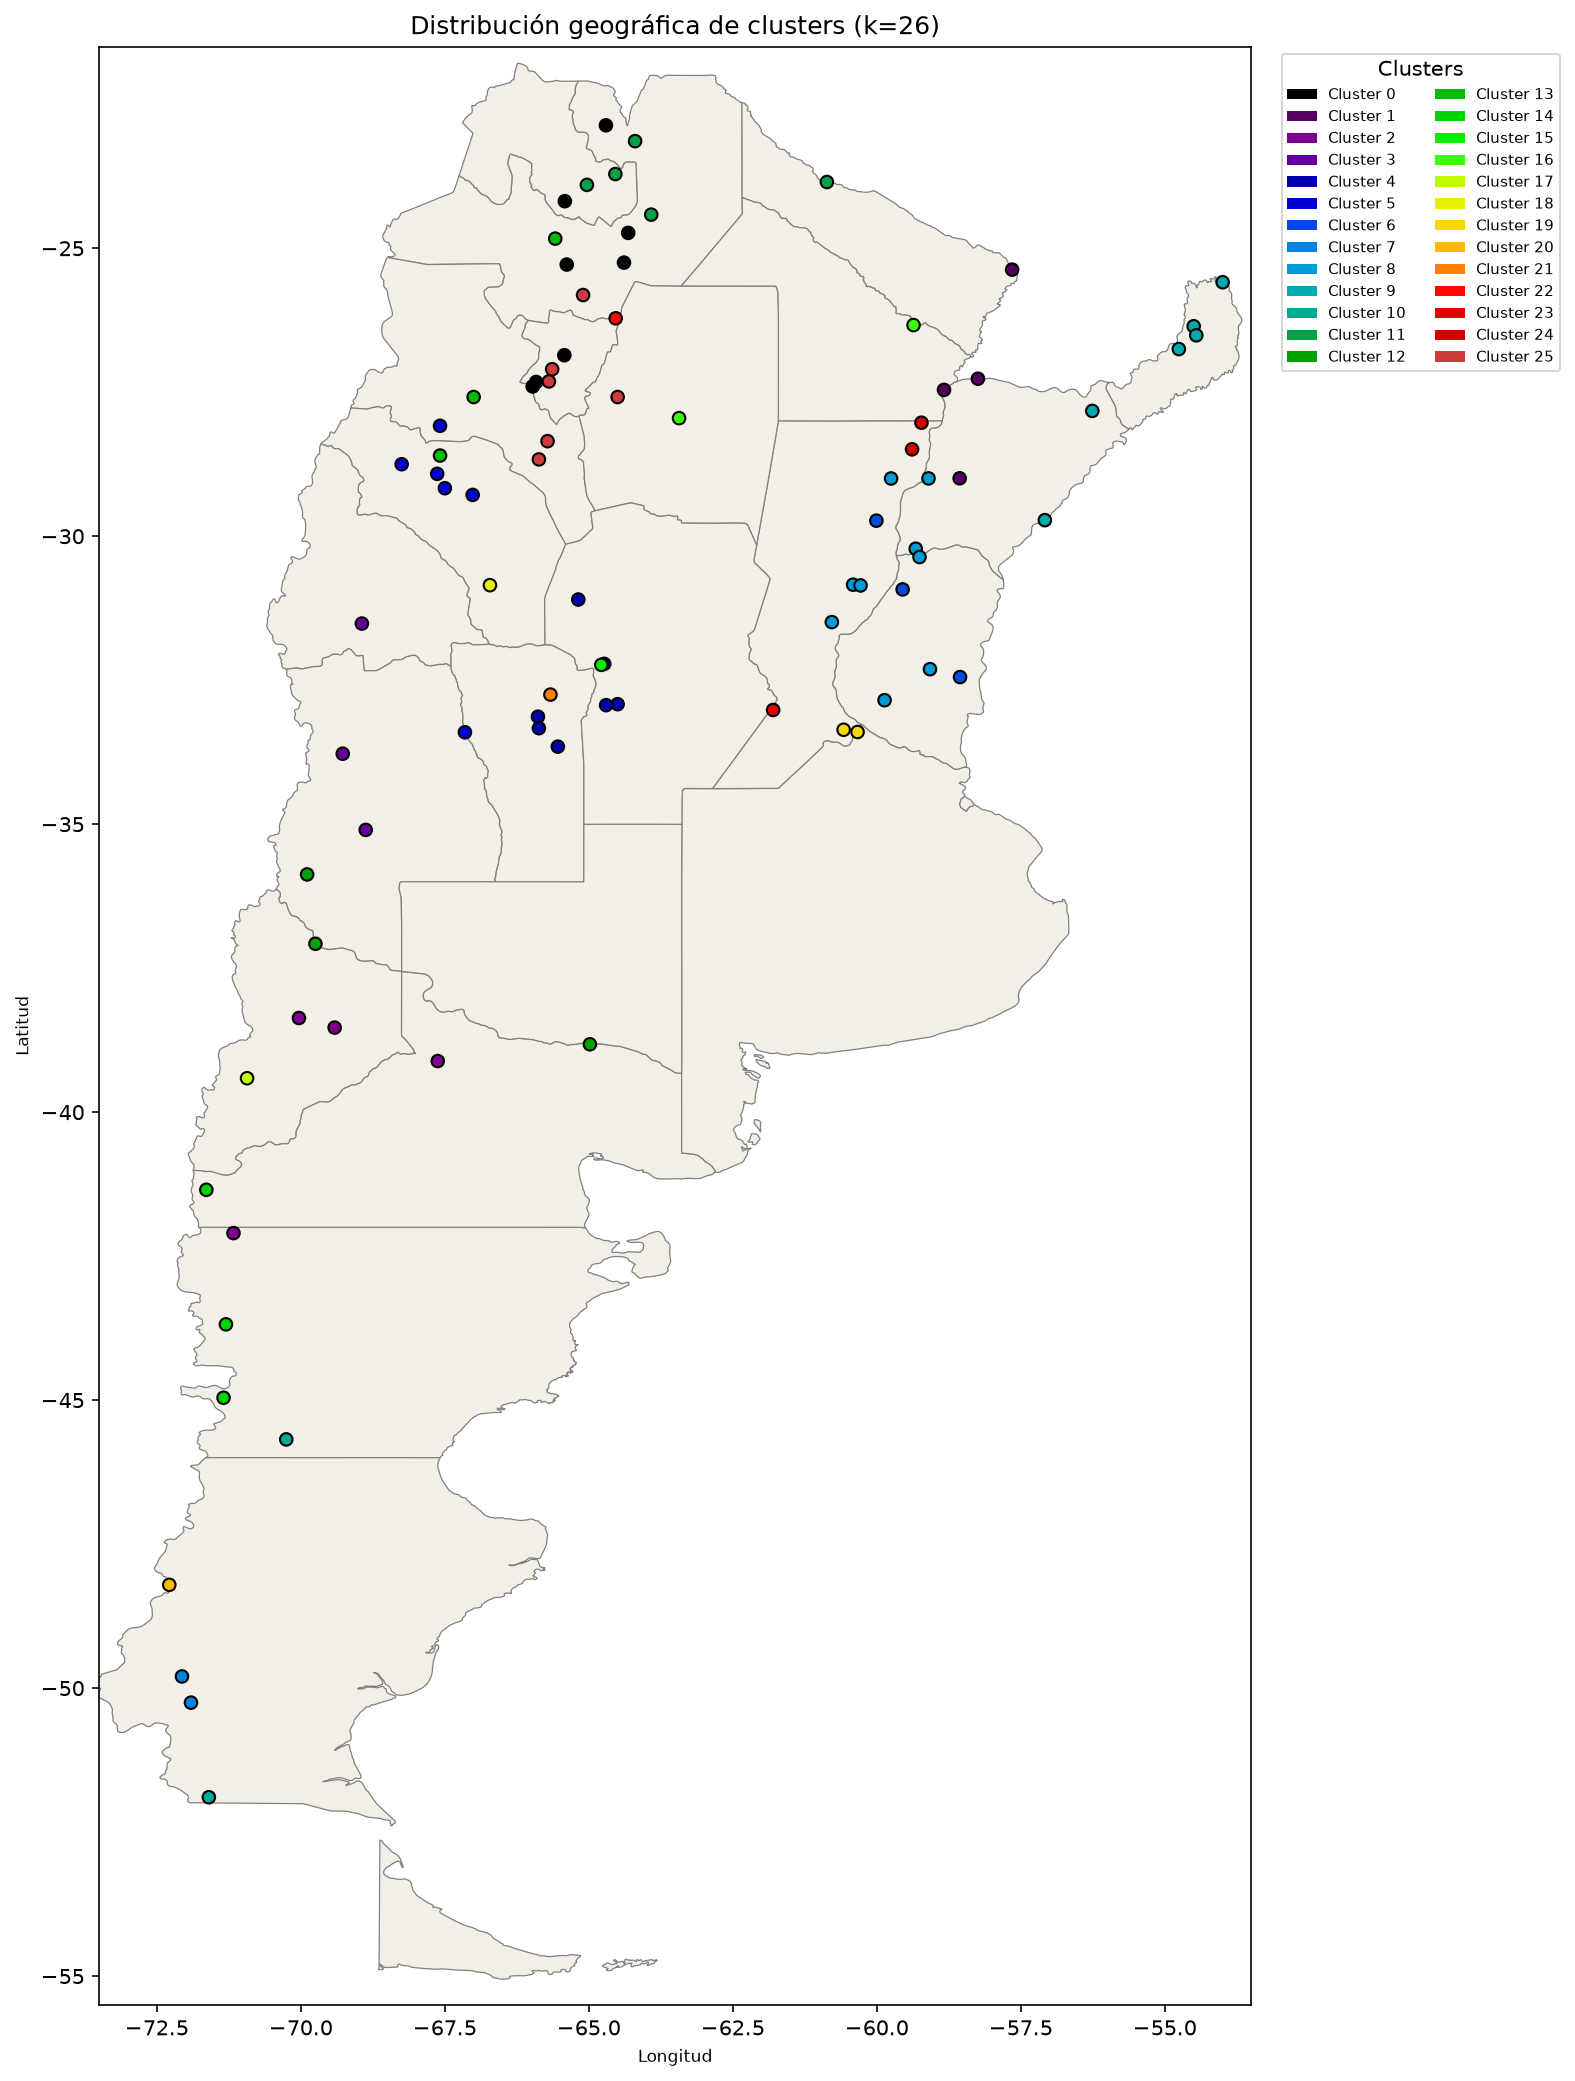 Distribución geográfica de clusters (k=26)
Clusters
Cluster 0
Cluster 1
Cluster 2
Cluster 3
Cluster 4
Cluster 5
Cluster 6
Cluster 7
Cluster 8
Cluster 9
Cluster 10
Cluster 11
Cluster 12
Cluster 13
Cluster 14
Cluster 15
Cluster 16
Cluster 17
Cluster 18
Cluster 19
Cluster 20
Cluster 21
Cluster 22
Cluster 23
Cluster 24
Cluster 25
−25
−30
−35
−40
−45
−50
−55
Latitud
−72.5 −70.0 −67.5 −65.0 −62.5 −60.0 −57.5 −55.0
Longitud